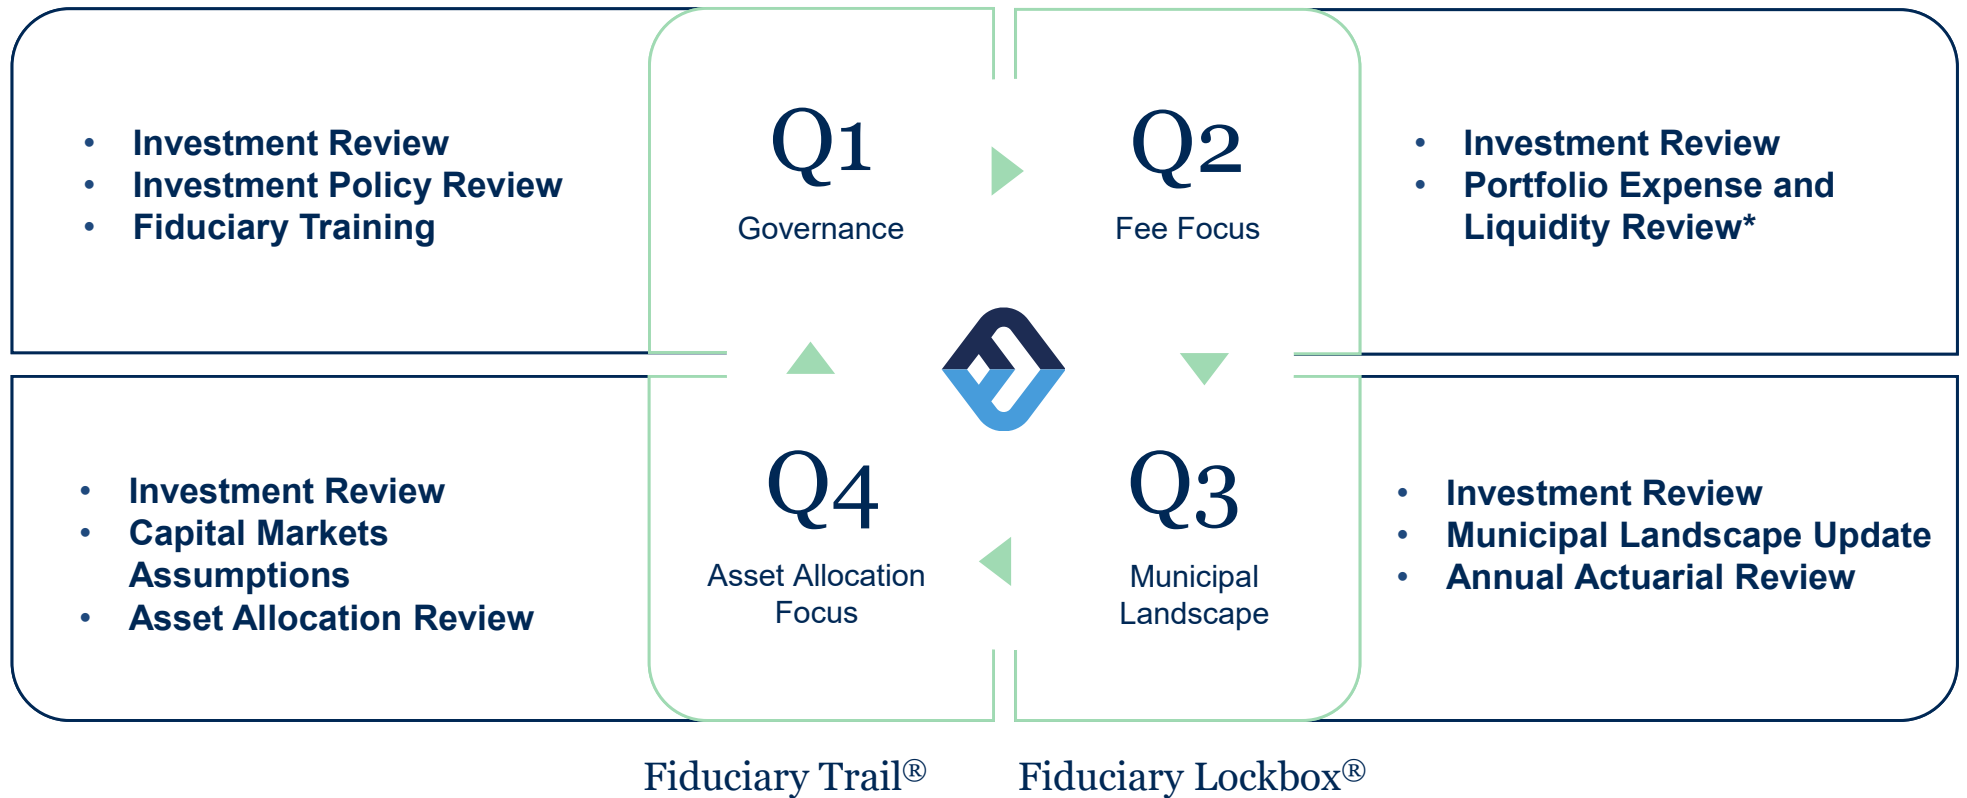 • Investment Review
• Investment Policy Review
• Fiduciary Training
Q1
Governance
Q2
Fee Focus
• Investment Review
• Portfolio Expense and
Liquidity Review*
• Investment Review
• Capital Markets
Assumptions
• Asset Allocation Review
Q4
Asset Allocation
Focus
Q3
Municipal
Landscape
• Investment Review
• Municipal Landscape Update
• Annual Actuarial Review
Fiduciary Trail®
Fiduciary Lockbox®